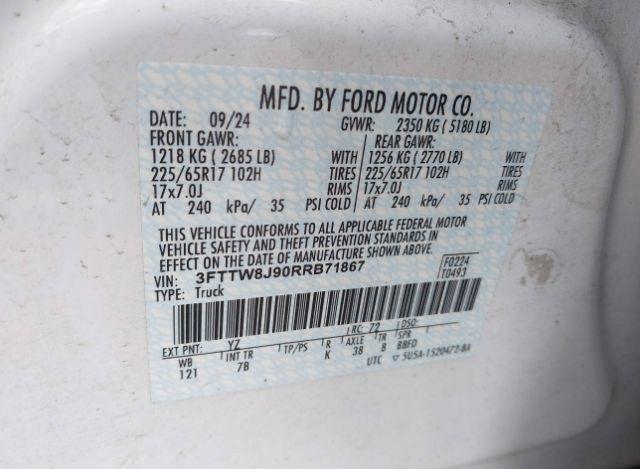 MFD. BY FORD MOTOR CO.
DATE: 09/24 GVWR: 2350 KG ( 5180 LB)
FRONT GAWR: REAR GAWR:
1218 KG ( 2685 LB) WITH 1256 KG ( 2770 LB) WITH
225/65R17 102H TIRES 225/65R17 102H TIRES
17x7.0J RIMS 17x7.0J RIMS
AT 240 kPa/ 35 PSI COLD AT 240 kPa/ 35 PSI COLD
THIS VEHICLE CONFORMS TO ALL APPLICABLE FEDERAL MOTOR
VEHICLE SAFETY AND THEFT PREVENTION STANDARDS IN
EFFECT ON THE DATE OF MANUFACTURE SHOWN ABOVE.
VIN: 3FTTW8J90RRB71867 F0224
TYPE: Truck T0493
EXT PNT: YZ RC: 72 DSO:
WB INT TR TP/PS R AXLE TR SPR
121 7B K 38 8 BBFD
UTC ▽ 5U5A-1520472-BA